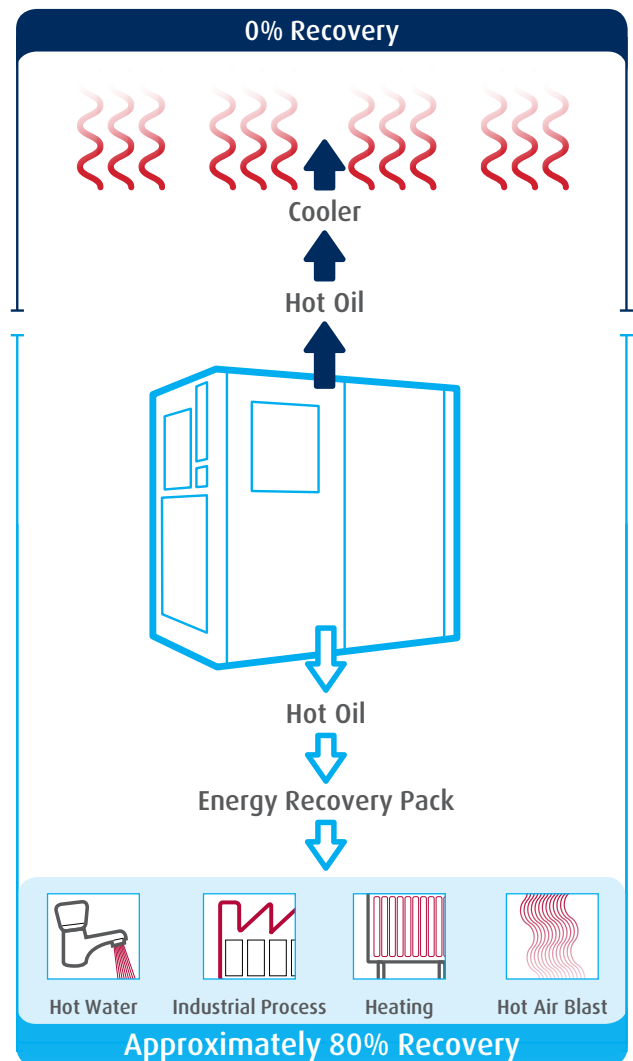 0% Recovery
Cooler
Hot Oil
Hot Oil
Energy Recovery Pack
Hot Water
Industrial Process
Heating
Hot Air Blast
Approximately 80% Recovery